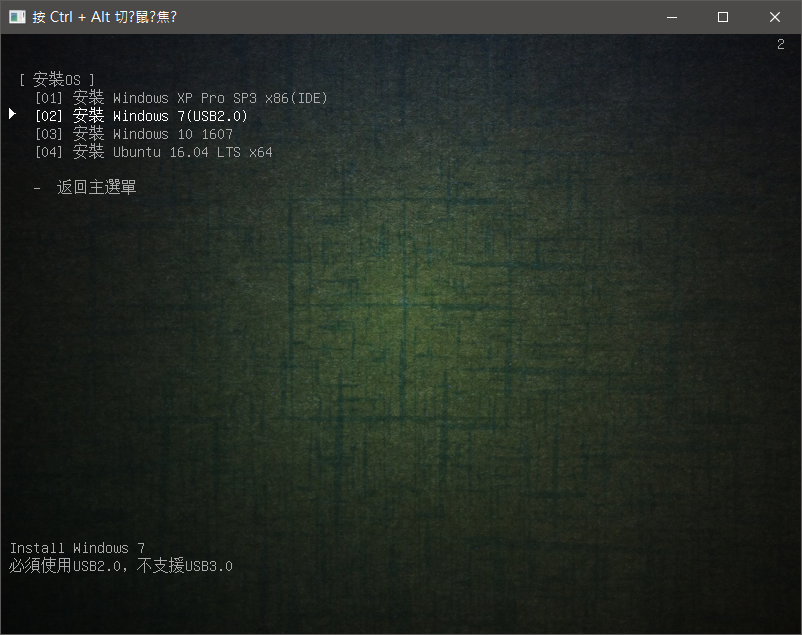 按 Ctrl + Alt 切?鼠?焦?
2
[ 安裝OS ]
[01] 安裝 Windows XP Pro SP3 x86(IDE)
[02] 安裝 Windows 7(USB2.0)
[03] 安裝 Windows 10 1607
[04] 安裝 Ubuntu 16.04 LTS x64
- 返回主選單
Install Windows 7
必須使用USB2.0, 不支援USB3.0